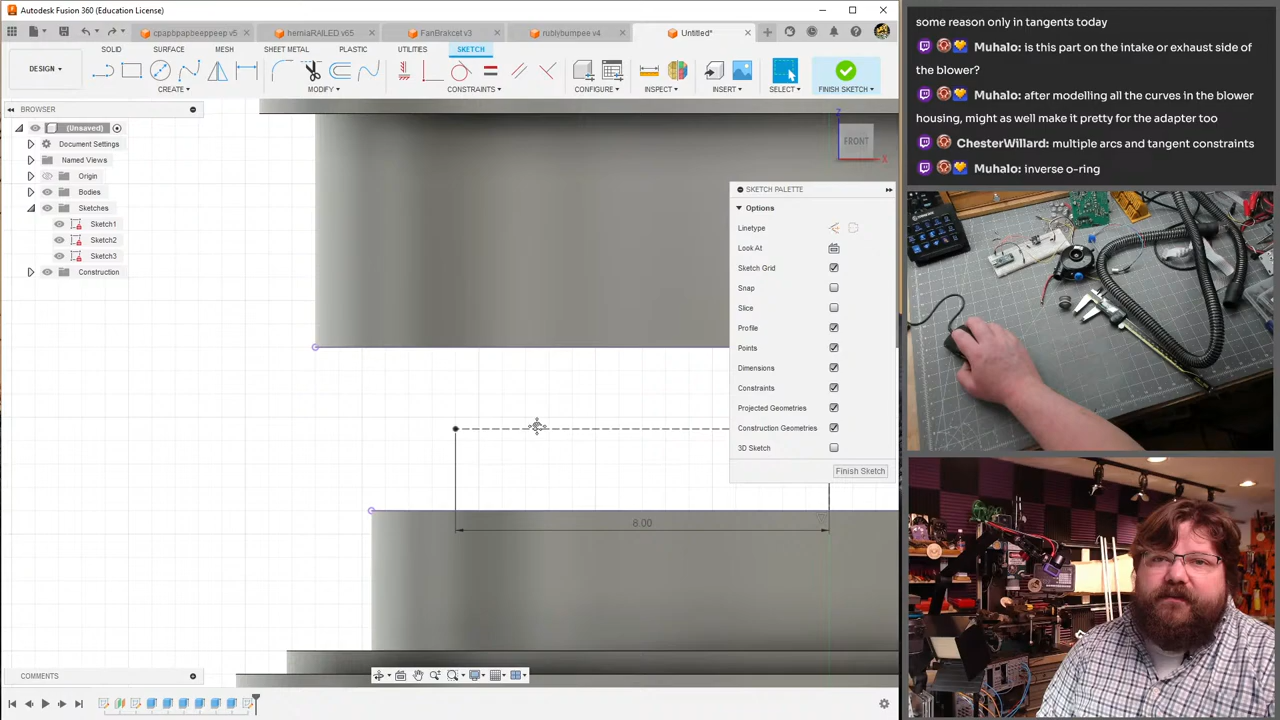 Autodesk Fusion 360 (Education License)
cpapbpapbeeppeep v5
hemiaRAILED v65
FanBrakcet v3
rublybumpee v4
Untitled*
DESIGN
SOLID
SURFACE
MESH
SHEET METAL
PLASTIC
UTILITIES
SKETCH
CREATE
MODIFY
CONSTRAINTS
CONFIGURE
INSPECT
INSERT
SELECT
FINISH SKETCH
BROWSER
(Unsaved)
Document Settings
Named Views
Origin
Bodies
Sketches
Sketch1
Sketch2
Sketch3
Construction
Z
FRONT
X
SKETCH PALETTE
Options
Linetype
Look At
Sketch Grid
Snap
Slice
Profile
Points
Dimensions
Constraints
Projected Geometries
Construction Geometries
3D Sketch
Finish Sketch
8.00
COMMENTS
some reason only in tangents today
Muhalo: is this part on the intake or exhaust side of
the blower?
Muhalo: after modelling all the curves in the blower
housing, might as well make it pretty for the adapter too
ChesterWillard: multiple arcs and tangent constraints
Muhalo: inverse o-ring